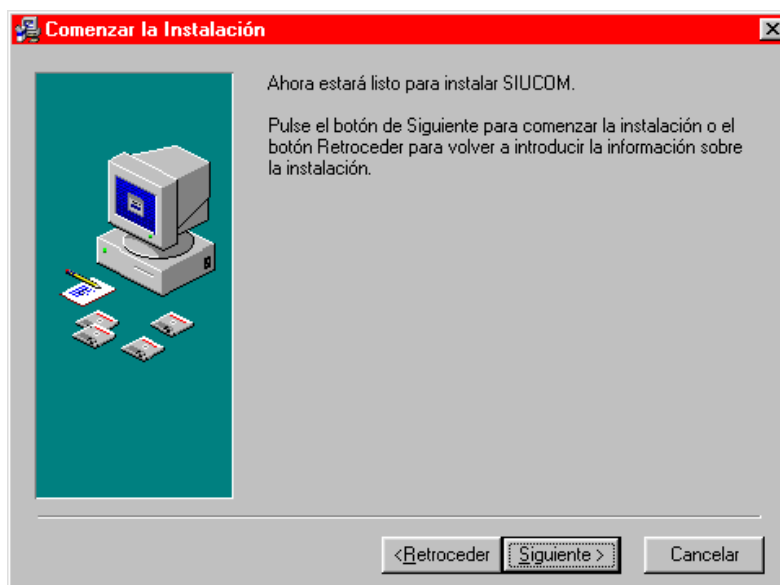 Comenzar la Instalación
Ahora estará listo para instalar SIUCOM.
Pulse el botón de Siguiente para comenzar la instalación o el
botón Retroceder para volver a introducir la información sobre
la instalación.
<Retroceder
Siguiente >
Cancelar